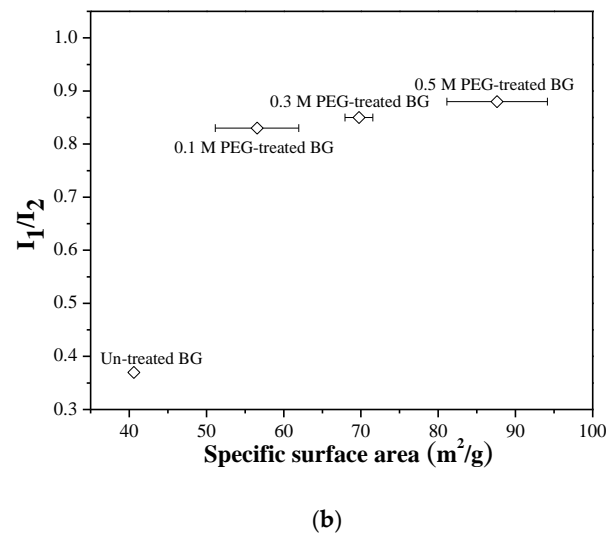 1.0
0.9
0.8
0.7
0.6
0.5
0.4
0.3
I₁/I₂
0.5 M PEG-treated BG
0.3 M PEG-treated BG
0.1 M PEG-treated BG
Un-treated BG
40 50 60 70 80 90 100
Specific surface area (m²/g)
(b)